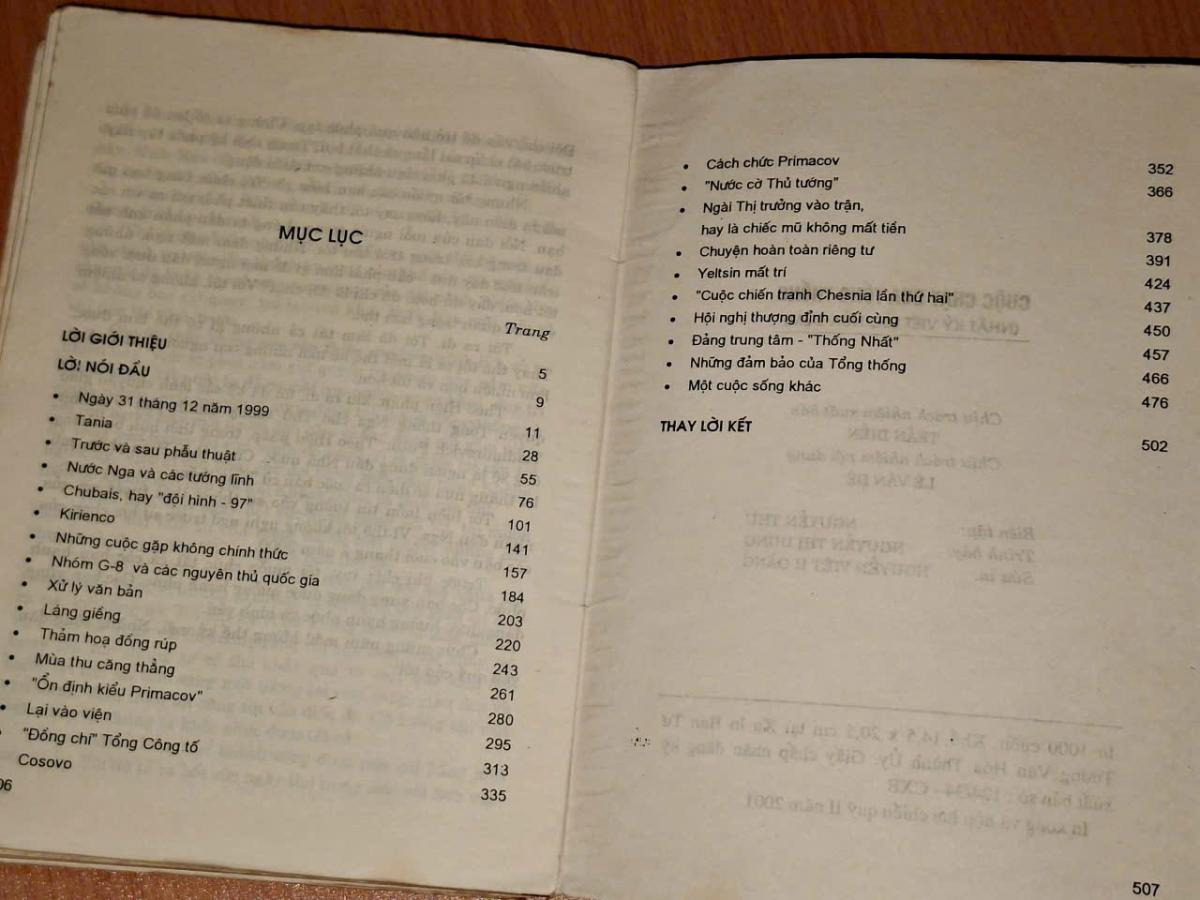 MỤC LỤC
Trang
LỜI GIỚI THIỆU 5
LỜI NÓI ĐẦU 9
• Ngày 31 tháng 12 năm 1999 11
• Tania 28
• Trước và sau phẫu thuật 55
• Nước Nga và các tướng lĩnh 76
• Chubais, hay "đội hình - 97" 101
• Kirienco 141
• Những cuộc gặp không chính thức 157
• Nhóm G-8 và các nguyên thủ quốc gia 184
• Xử lý văn bản 203
• Láng giềng 220
• Thảm hoạ đồng rúp 243
• Mùa thu căng thẳng 261
• "Ổn định kiểu Primacov" 280
• Lại vào viện 295
• "Đồng chí" Tổng Công tố 313
Cosovo 335
06
• Cách chức Primacov 352
• "Nước cờ Thủ tướng" 366
• Ngài Thị trưởng vào trận,
hay là chiếc mũ không mất tiền 378
• Chuyện hoàn toàn riêng tư 391
• Yeltsin mất trí 424
• "Cuộc chiến tranh Chesnia lần thứ hai" 437
• Hội nghị thượng đỉnh cuối cùng 450
• Đảng trung tâm - "Thống Nhất" 457
• Những đảm bảo của Tổng thống 466
• Một cuộc sống khác 476
THAY LỜI KẾT 502
507